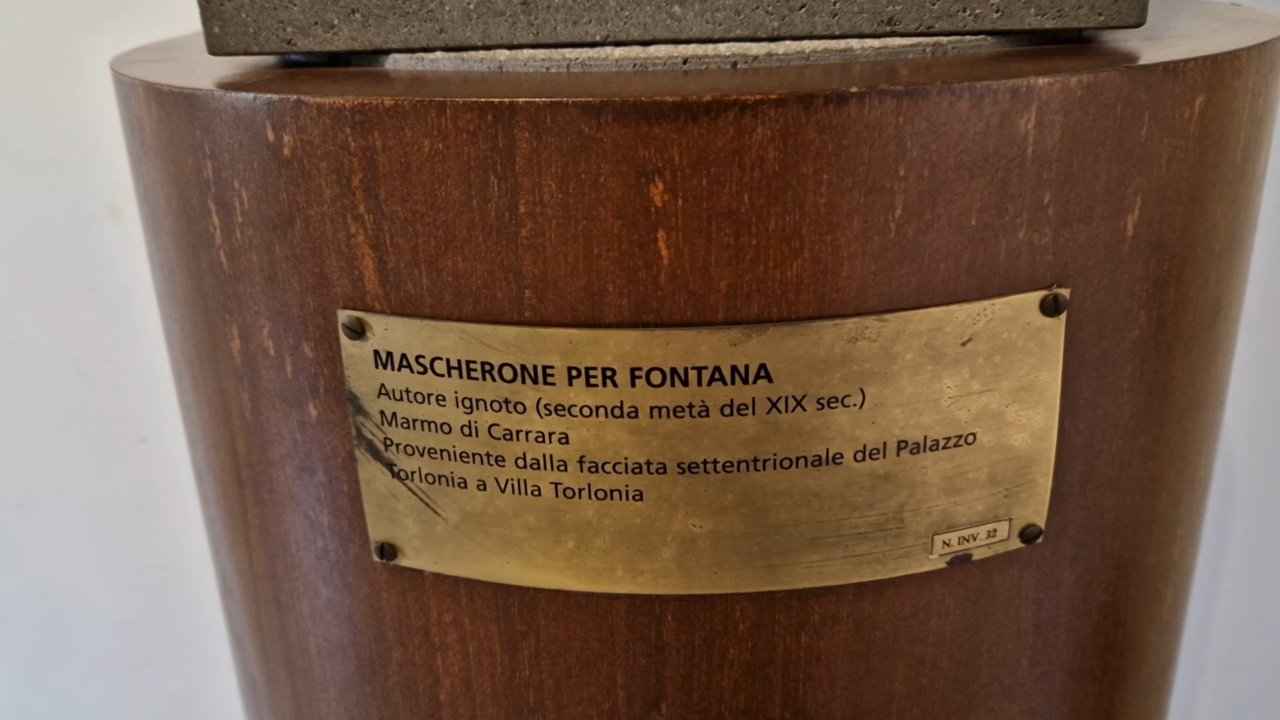 MASCHERONE PER FONTANA
Autore ignoto (seconda metà del XIX sec.)
Marmo di Carrara
Proveniente dalla facciata settentrionale del Palazzo
Torlonia a Villa Torlonia
N. INV. 32